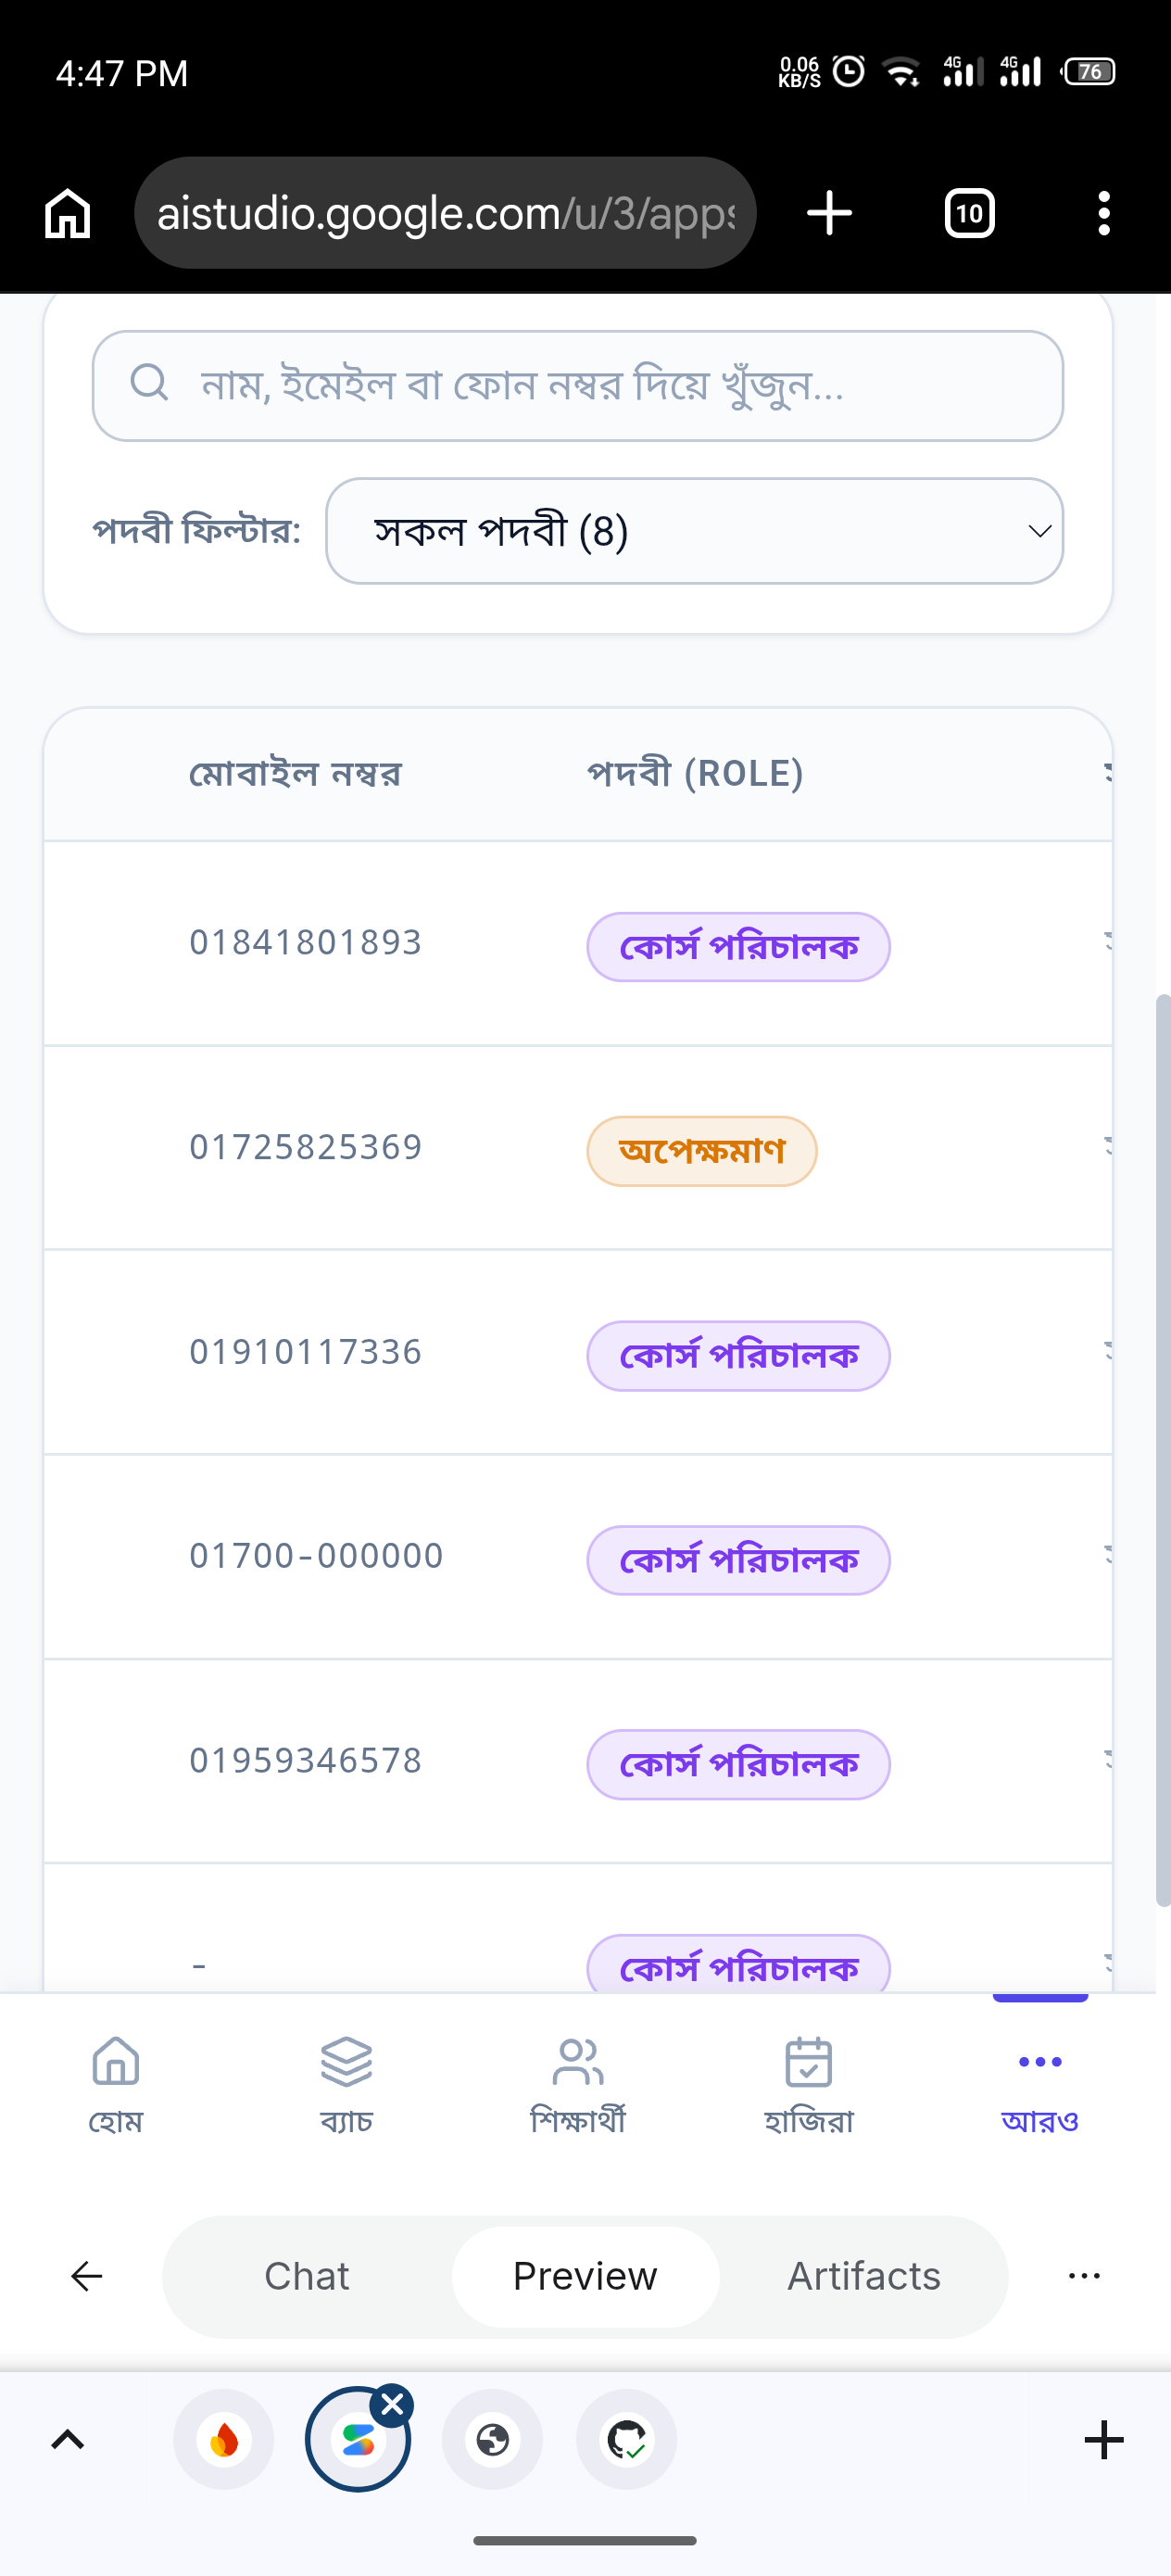 4:47 PM
0.06
KB/S
4G
4G
76
aistudio.google.com/u/3/apps
10
নাম, ইমেইল বা ফোন নম্বর দিয়ে খুঁজুন...
পদবী ফিল্টার:
সকল পদবী (8)
মোবাইল নম্বর
পদবী (ROLE)
01841801893
কোর্স পরিচালক
01725825369
অপেক্ষমাণ
01910117336
কোর্স পরিচালক
01700-000000
কোর্স পরিচালক
01959346578
কোর্স পরিচালক
-
কোর্স পরিচালক
হোম
ব্যাচ
শিক্ষার্থী
হাজিরা
আরও
Chat
Preview
Artifacts